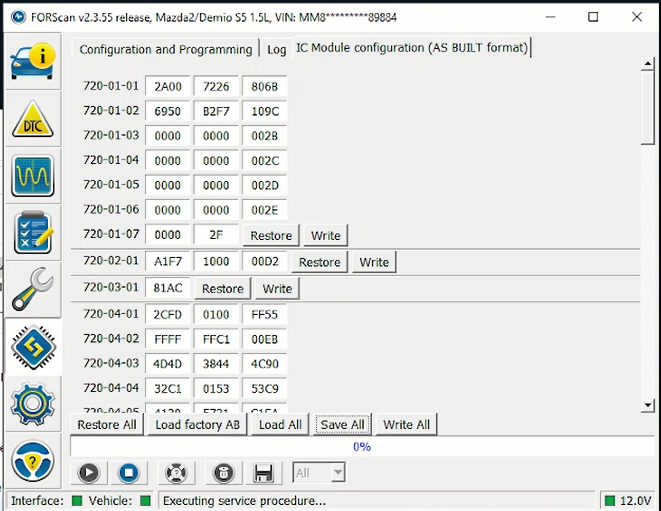 FORScan v2.3.55 release, Mazda2/Demio S5 1.5L, VIN: MM8*********89884
Configuration and Programming Log IC Module configuration (AS BUILT format)
720-01-01 2A00 7226 806B
720-01-02 6950 B2F7 109C
720-01-03 0000 0000 002B
720-01-04 0000 0000 002C
720-01-05 0000 0000 002D
720-01-06 0000 0000 002E
720-01-07 0000 2F Restore Write
720-02-01 A1F7 1000 00D2 Restore Write
720-03-01 81AC Restore Write
720-04-01 2CFD 0100 FF55
720-04-02 FFFF FFC1 00EB
720-04-03 4D4D 3844 4C90
DTC
720-04-04 32C1 0153 53C9
720-04-05
Restore All Load factory AB Load All Save All Write All
0%
All
Interface: Vehicle: Executing service procedure... 12.0V